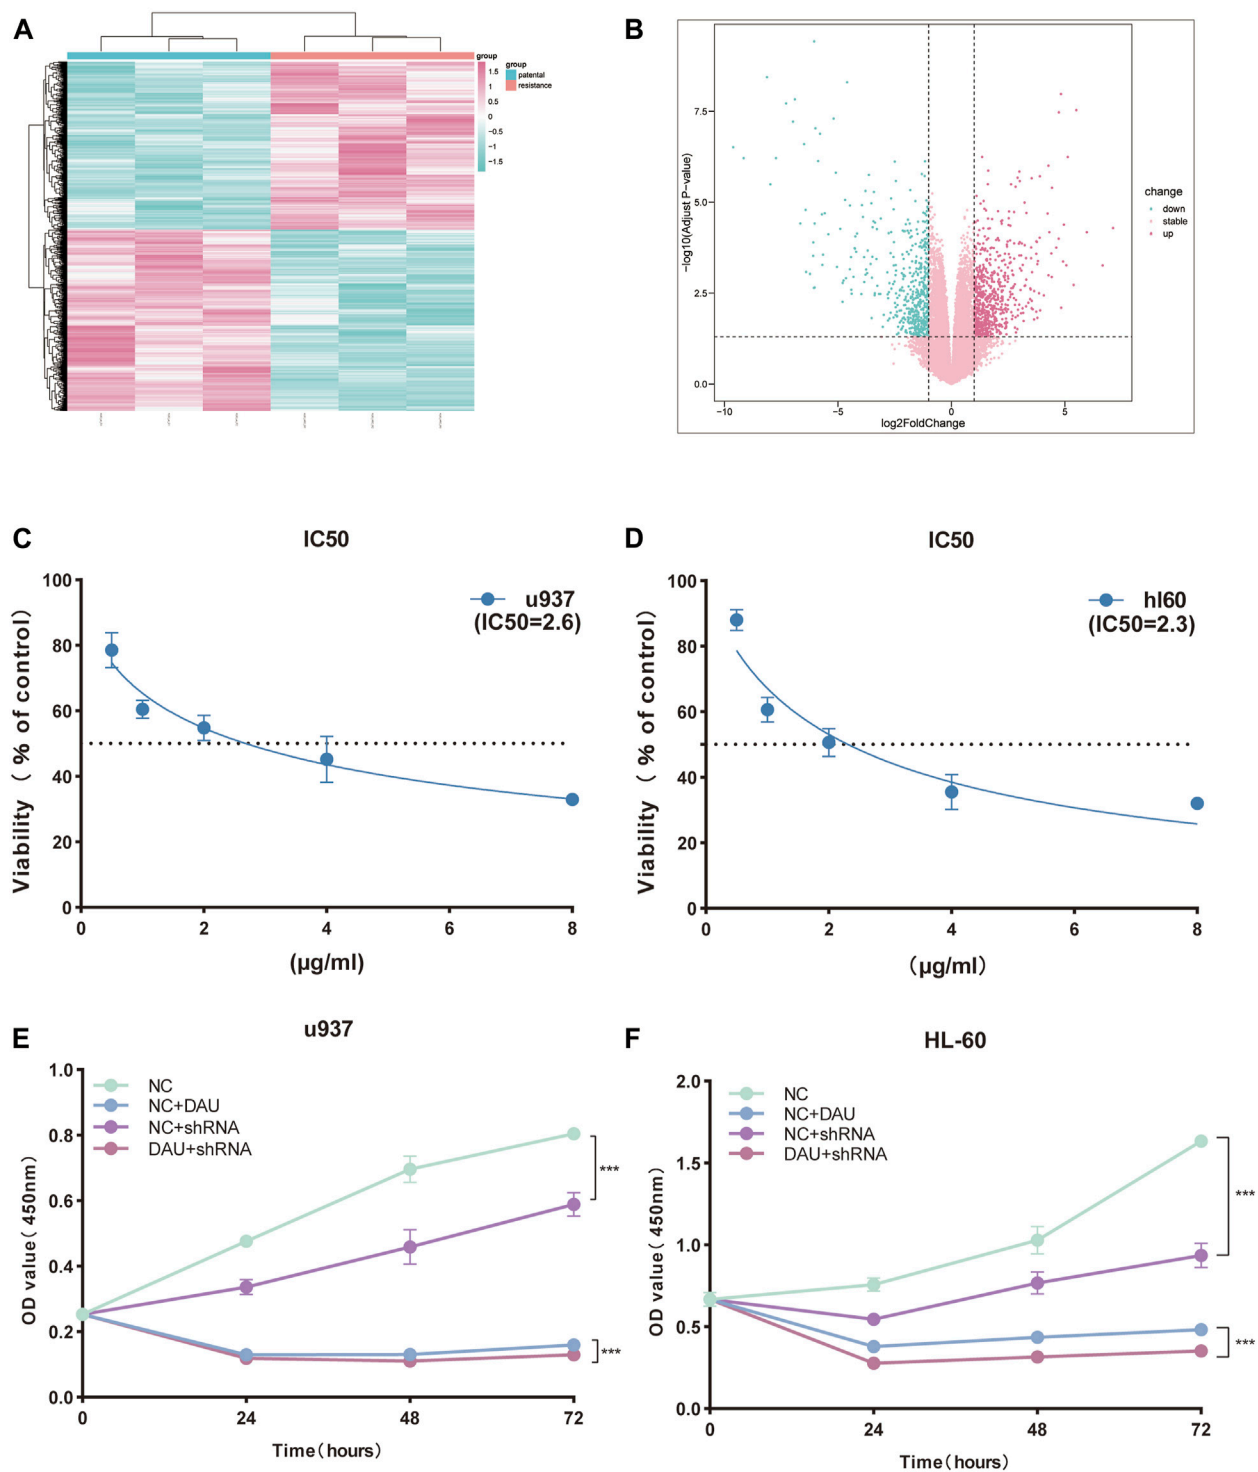 A
group
1.5
1
0.5
0
−0.5
−1
−1.5
group
patental
resistance
B
−log10(Adjust P−value)
7.5
5.0
2.5
0.0
−10
−5
0
5
log2FoldChange
change
down
stable
up
C
IC50
u937
(IC50=2.6)
Viability ( % of control)
100
80
60
40
20
0
0
2
4
6
8
(μg/ml)
D
IC50
hl60
(IC50=2.3)
Viability ( % of control)
100
80
60
40
20
0
0
2
4
6
8
(μg/ml)
E
u937
NC
NC+DAU
NC+shRNA
DAU+shRNA
OD value(450nm)
1.0
0.8
0.6
0.4
0.2
0.0
0
24
48
72
Time(hours)
***
***
F
HL-60
NC
NC+DAU
NC+shRNA
DAU+shRNA
OD value(450nm)
2.0
1.5
1.0
0.5
0.0
0
24
48
72
Time(hours)
***
***